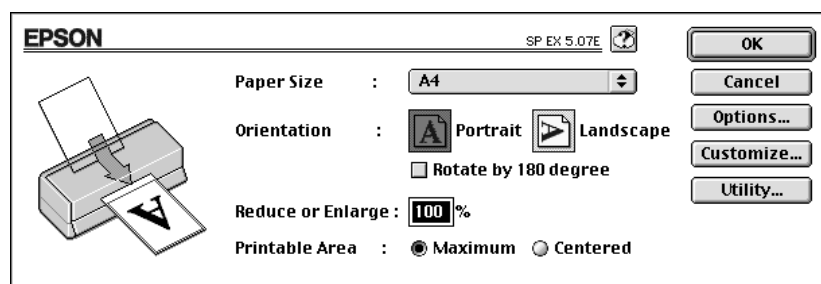 EPSON SP EX 5.07E OK
Paper Size : A4 Cancel
Orientation : A Portrait A Landscape Options...
Rotate by 180 degree Customize...
Reduce or Enlarge : 100 % Utility...
Printable Area : Maximum Centered
A